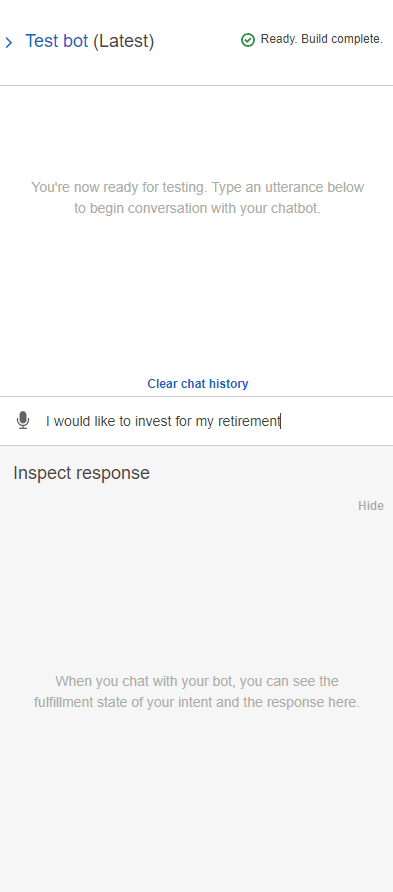 Test bot (Latest)
Ready. Build complete.
You're now ready for testing. Type an utterance below
to begin conversation with your chatbot.
Clear chat history
I would like to invest for my retirement
Inspect response
Hide
When you chat with your bot, you can see the
fulfillment state of your intent and the response here.